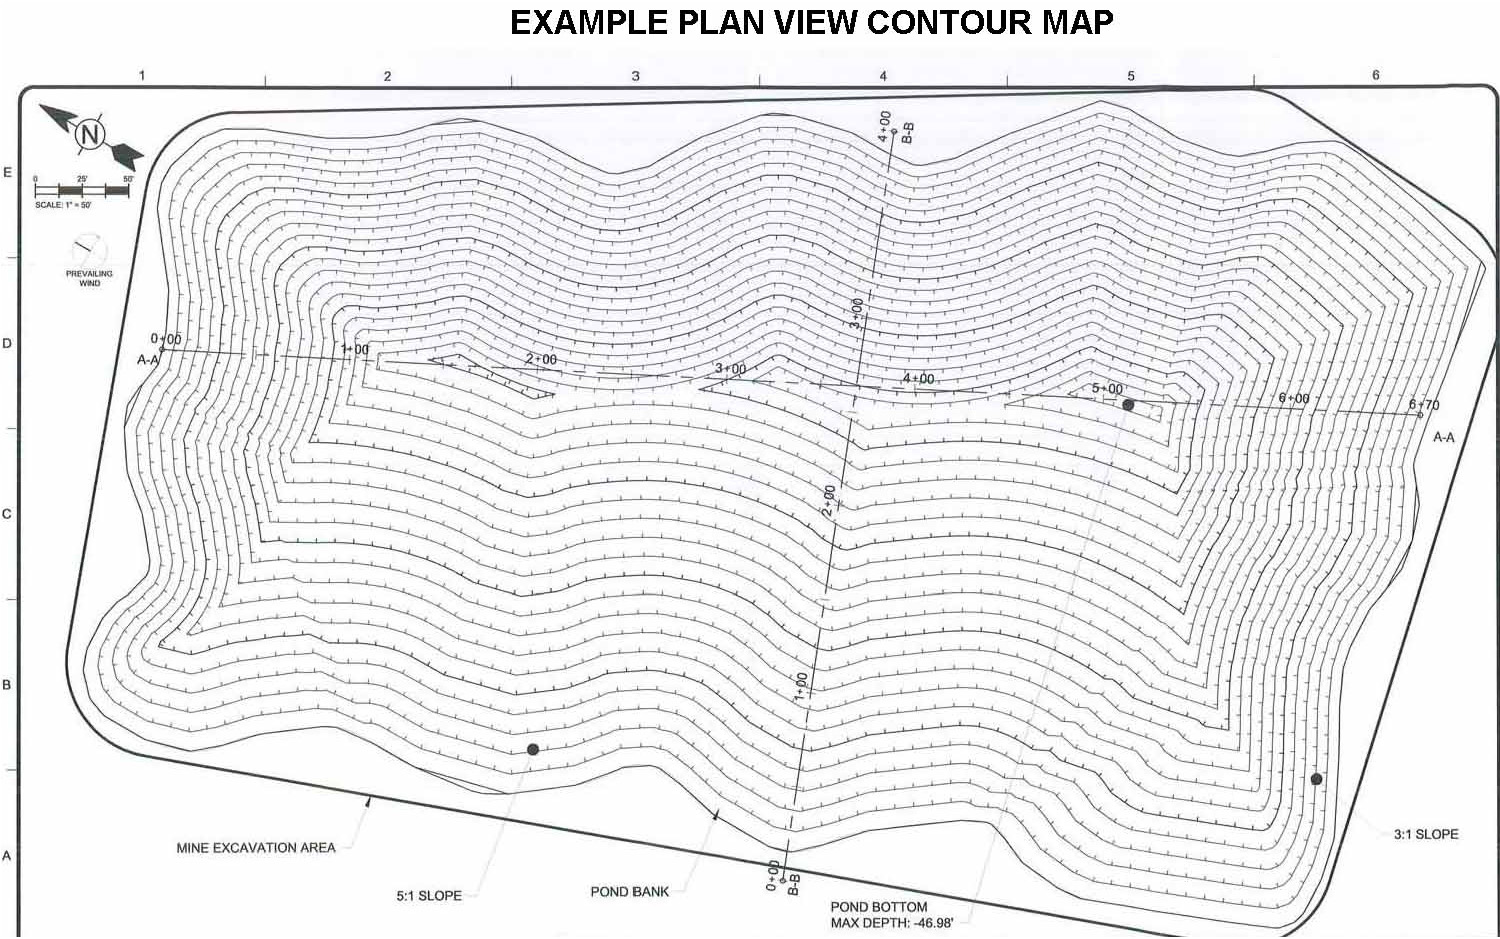 EXAMPLE PLAN VIEW CONTOUR MAP
1 2 3 4 5 6
E
D
C
B
A
N
0 25' 50'
SCALE: 1" = 50'
PREVAILING
WIND
4+00
B-B
3+00
0+00
A-A
1+00
2+00
3+00
4+00
5+00
6+00
6+70
A-A
2+00
1+00
0+00
B-B
MINE EXCAVATION AREA
5:1 SLOPE
POND BANK
POND BOTTOM
MAX DEPTH: -46.98'
3:1 SLOPE